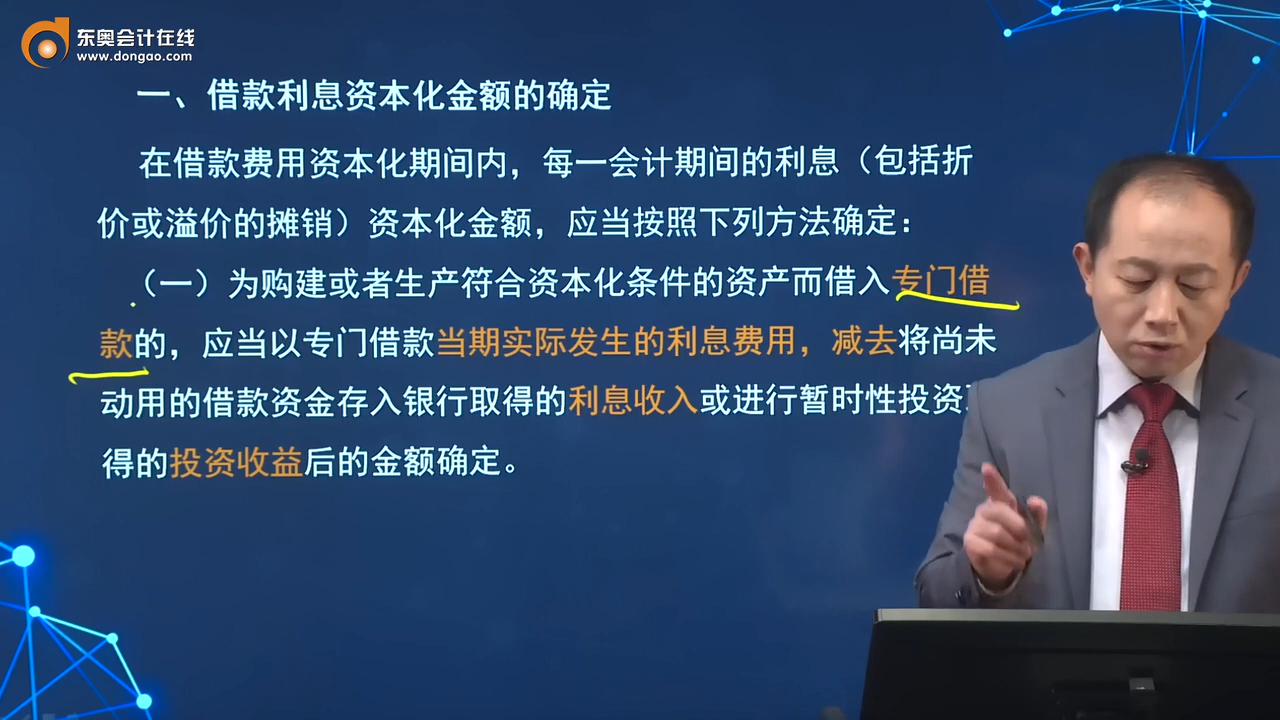 东奥会计在线
www.dongao.com
一、借款利息资本化金额的确定
在借款费用资本化期间内，每一会计期间的利息（包括折
价或溢价的摊销）资本化金额，应当按照下列方法确定：
（一）为购建或者生产符合资本化条件的资产而借入专门借
款的，应当以专门借款当期实际发生的利息费用，减去将尚未
动用的借款资金存入银行取得的利息收入或进行暂时性投资
得的投资收益后的金额确定。